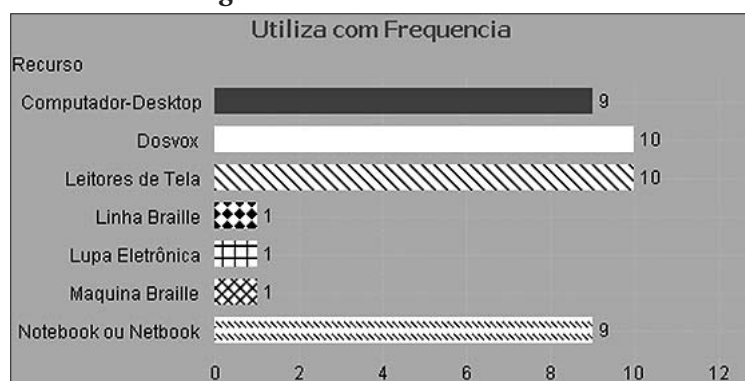 Utiliza com Frequencia
Recurso
Computador-Desktop 9
Dosvox 10
Leitores de Tela 10
Linha Braille 1
Lupa Eletrônica 1
Maquina Braille 1
Notebook ou Netbook 9
0 2 4 6 8 10 12